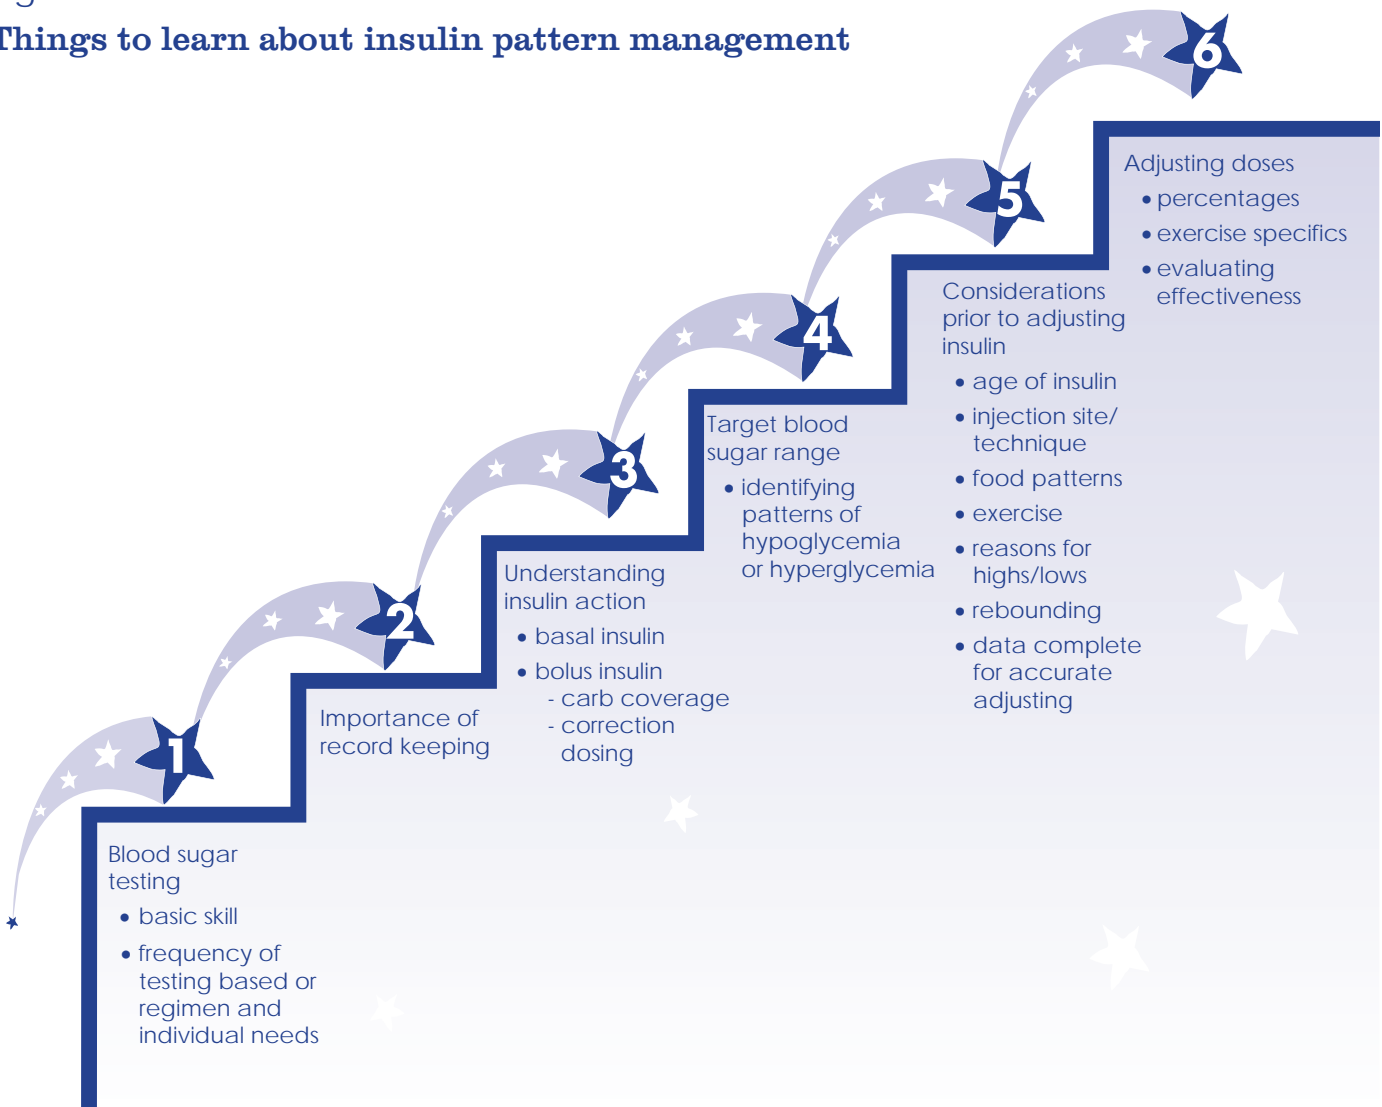 Things to learn about insulin pattern management
1
Blood sugar
testing
• basic skill
• frequency of
testing based or
regimen and
individual needs
2
Importance of
record keeping
3
Understanding
insulin action
• basal insulin
• bolus insulin
- carb coverage
- correction
dosing
4
Target blood
sugar range
• identifying
patterns of
hypoglycemia
or hyperglycemia
5
Considerations
prior to adjusting
insulin
• age of insulin
• injection site/
technique
• food patterns
• exercise
• reasons for
highs/lows
• rebounding
• data complete
for accurate
adjusting
6
Adjusting doses
• percentages
• exercise specifics
• evaluating
effectiveness